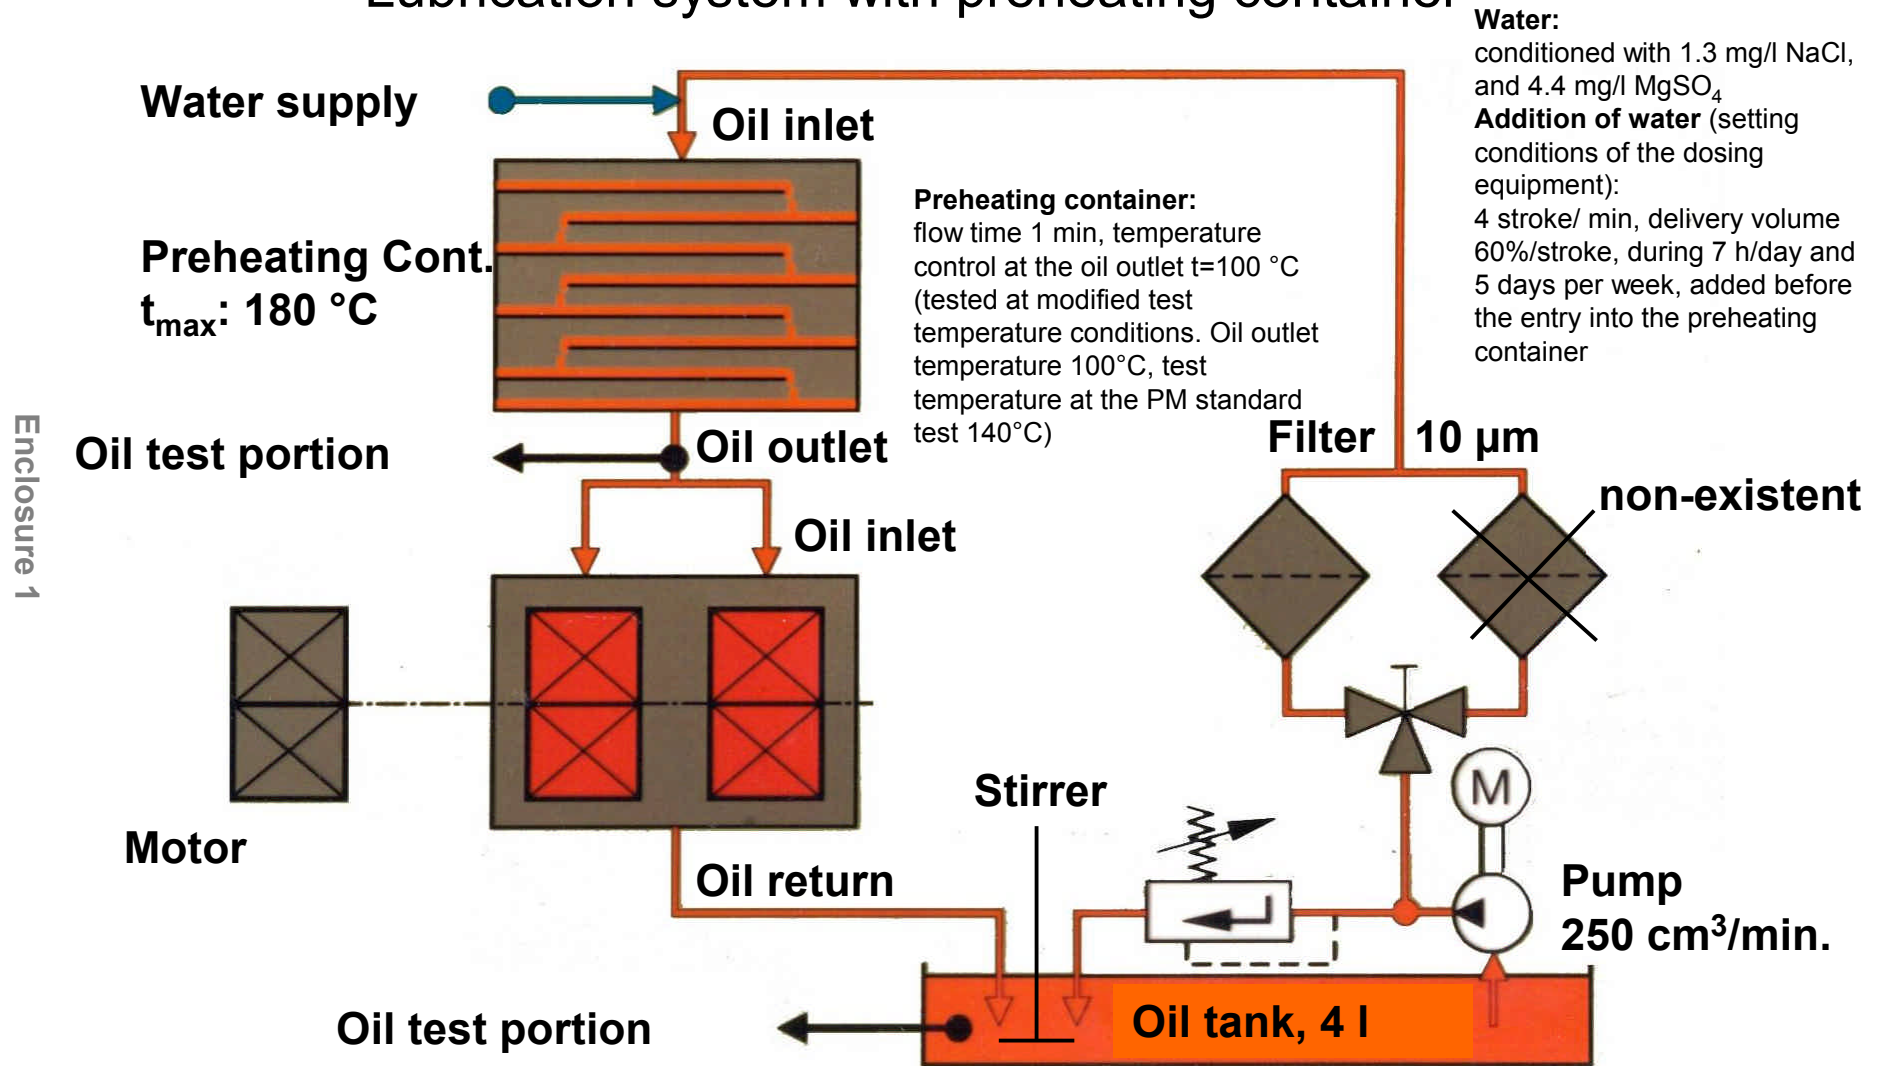 Lubrication system with preheating container
Water:
conditioned with 1.3 mg/l NaCl,
and 4.4 mg/l MgSO₄
Addition of water (setting
conditions of the dosing
equipment):
4 stroke/ min, delivery volume
60%/stroke, during 7 h/day and
5 days per week, added before
the entry into the preheating
container
Water supply
Oil inlet
Preheating container:
flow time 1 min, temperature
control at the oil outlet t=100 °C
(tested at modified test
temperature conditions. Oil outlet
temperature 100°C, test
temperature at the PM standard
test 140°C)
Preheating Cont.
tmax: 180 °C
Enclosure 1
Oil test portion
Oil outlet
Filter 10 µm
non-existent
Oil inlet
Motor
Stirrer
M
Oil return
Pump
250 cm³/min.
Oil test portion
Oil tank, 4 l